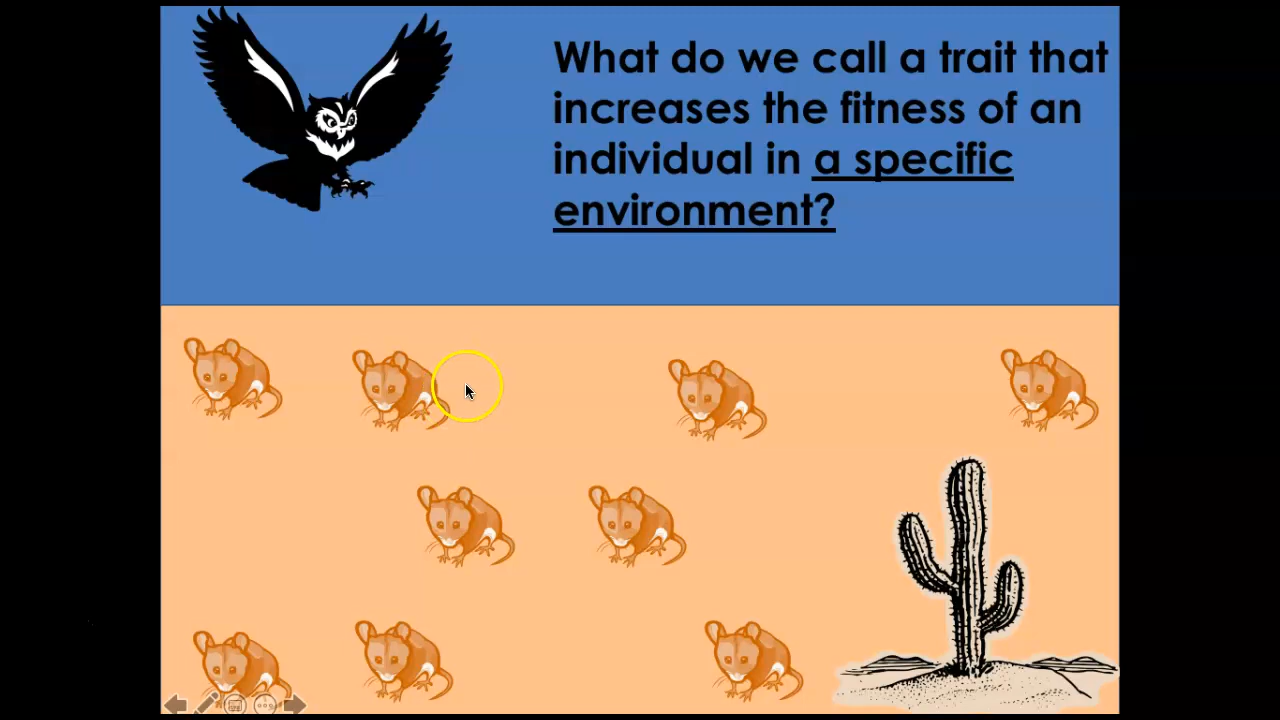 What do we call a trait that
increases the fitness of an
individual in a specific
environment?